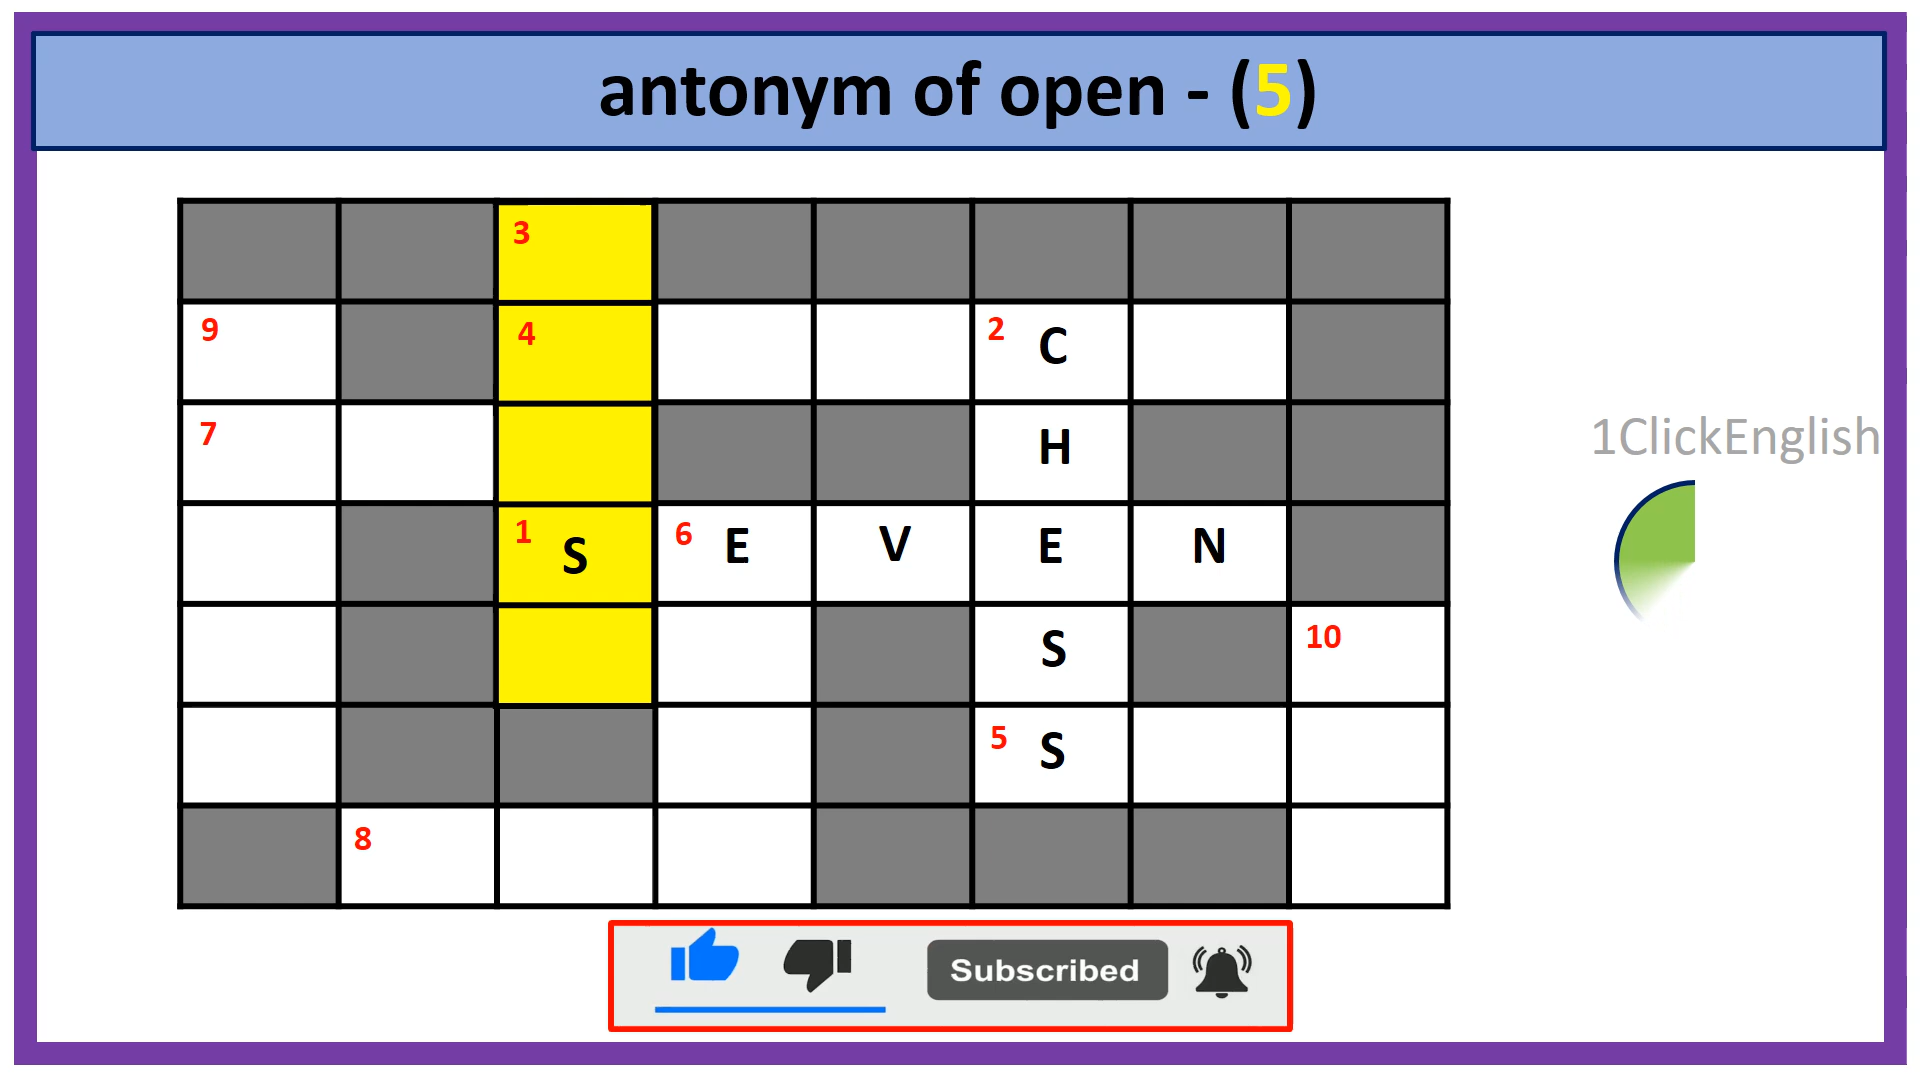 antonym of open - (5)
3
9 4 2 C
7 H
1 S 6 E V E N
S 10
5 S
8
1ClickEnglish
Subscribed